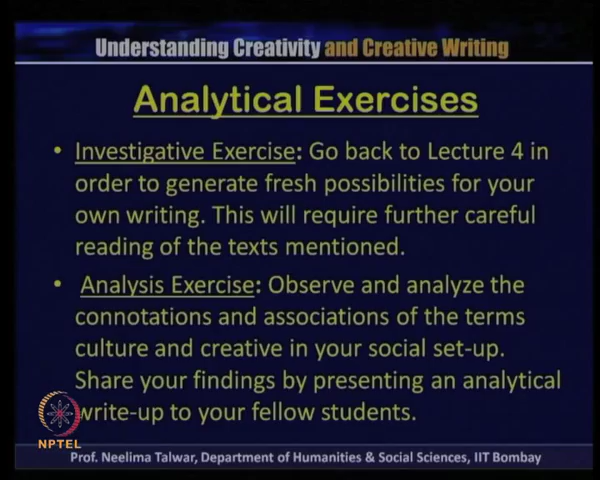 Understanding Creativity and Creative Writing
Analytical Exercises
• Investigative Exercise: Go back to Lecture 4 in
order to generate fresh possibilities for your
own writing. This will require further careful
reading of the texts mentioned.
• Analysis Exercise: Observe and analyze the
connotations and associations of the terms
culture and creative in your social set-up.
Share your findings by presenting an analytical
write-up to your fellow students.
NPTEL
Prof. Neelima Talwar, Department of Humanities & Social Sciences, IIT Bombay